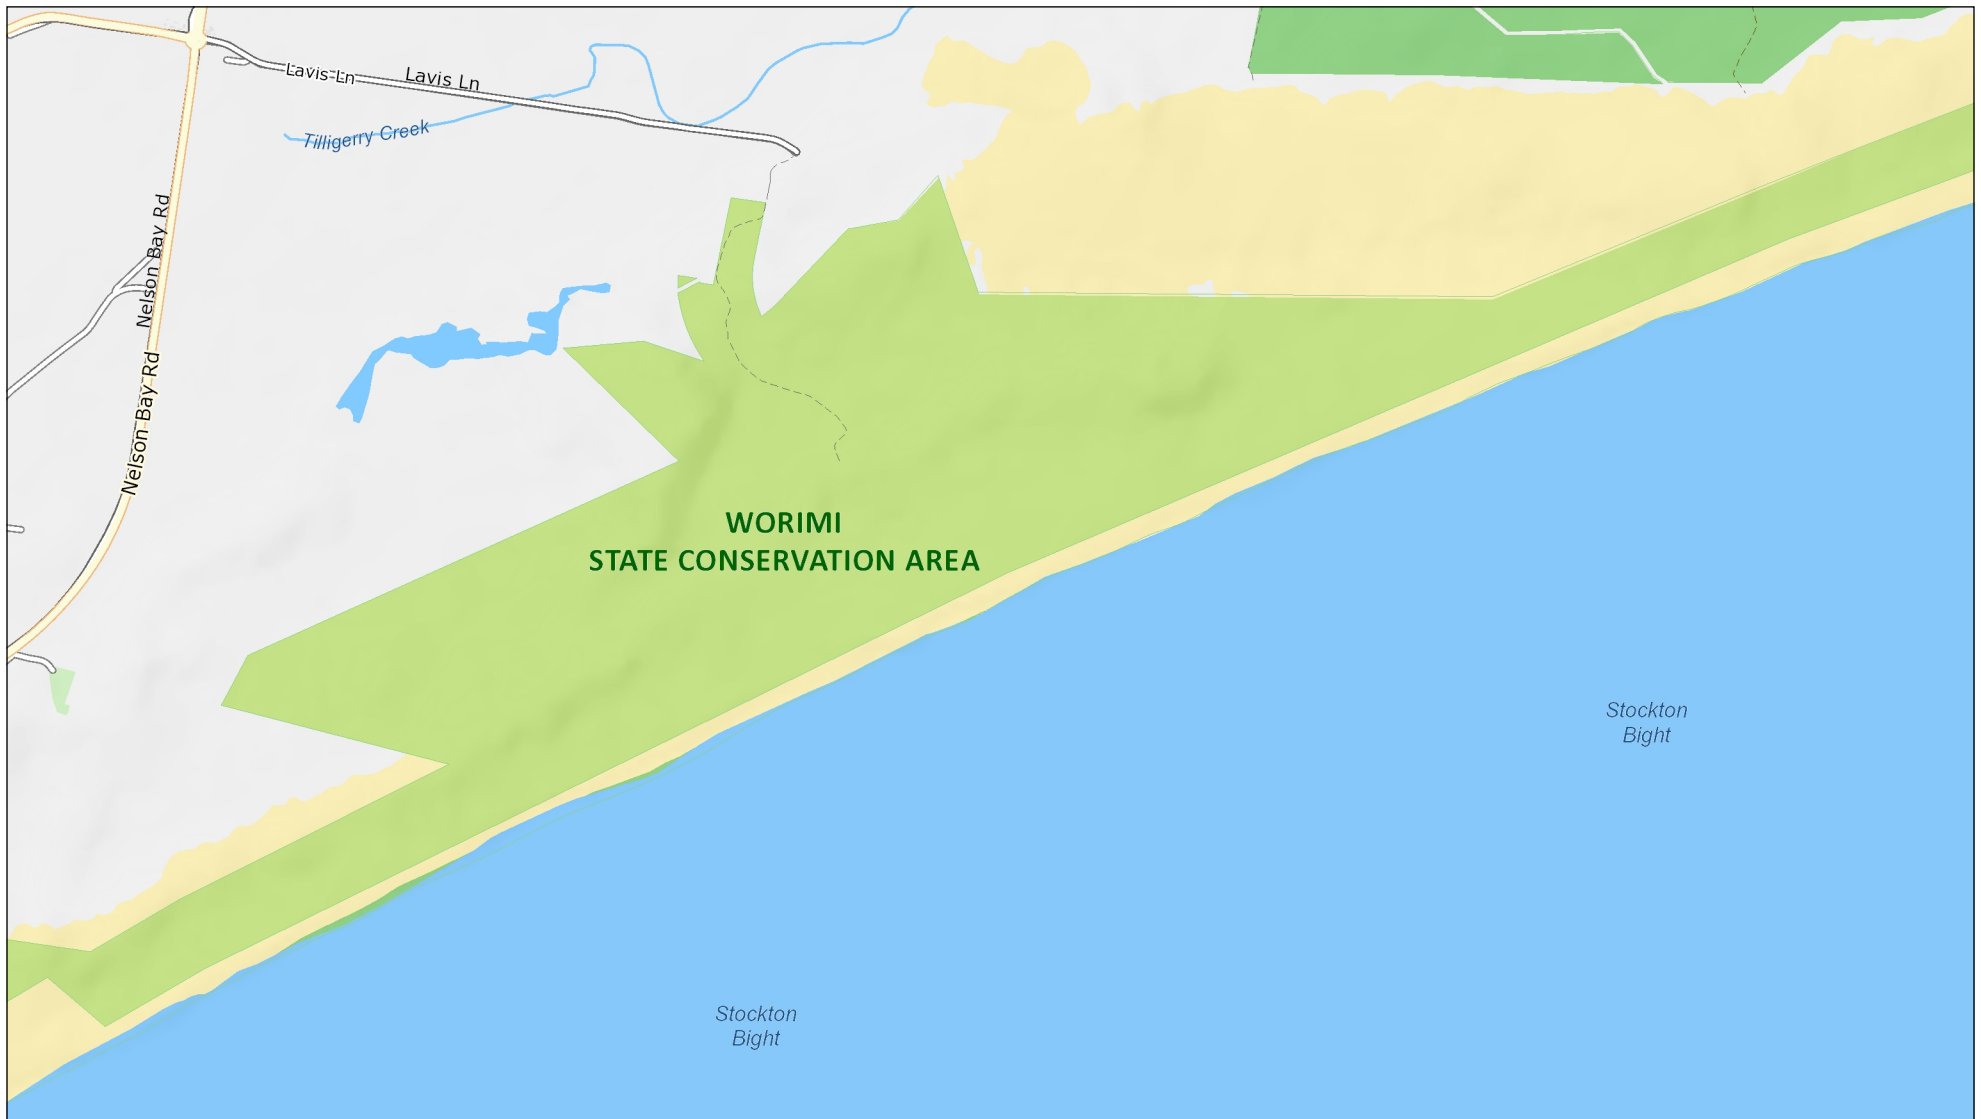 Lavis Ln
Lavis Ln
Tilligerry Creek
Nelson Bay Rd
Nelson Bay Rd
WORIMI
STATE CONSERVATION AREA
Stockton
Bight
Stockton
Bight